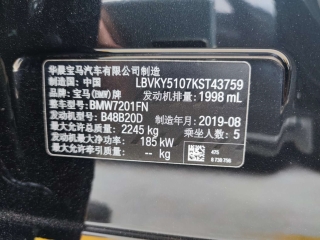 华晨宝马汽车有限公司制造
制造国:中国 LBVKY5107KST43759
品牌:宝马(BMW)牌 发动机排量:1998 mL
整车型号:BMW7201FN
发动机型号:B48B20D 制造年月:2019-08
最大允许总质量:2245 kg 乘坐人数:5
发动机最大净功率:185 kW
最大允许牵引质量:-- kg
475